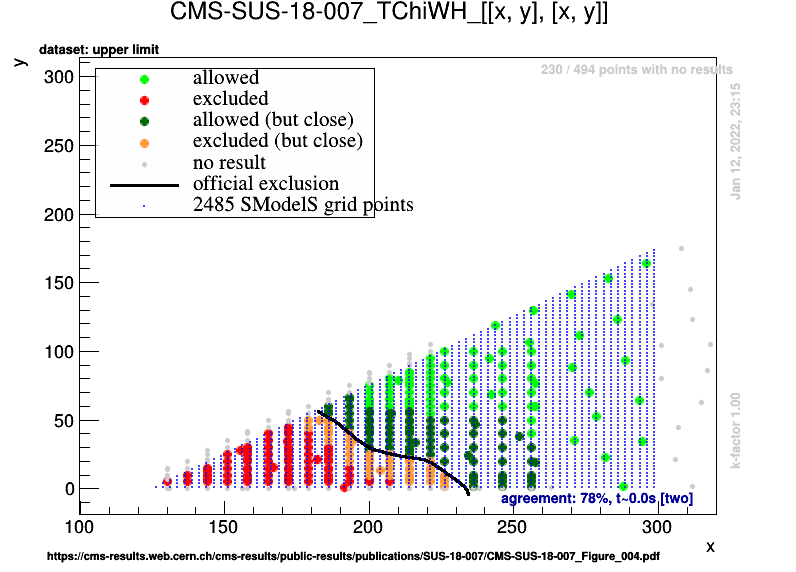 CMS-SUS-18-007_TChiWH_[[x, y], [x, y]]
dataset: upper limit
y
230 / 494 points with no results
300
250
200
150
100
50
0
allowed
excluded
allowed (but close)
excluded (but close)
no result
official exclusion
2485 SModelS grid points
Jan 12, 2022, 23:15
k-factor 1.00
agreement: 78%, t~0.0s [two]
100 150 200 250 300
x
https://cms-results.web.cern.ch/cms-results/public-results/publications/SUS-18-007/CMS-SUS-18-007_Figure_004.pdf